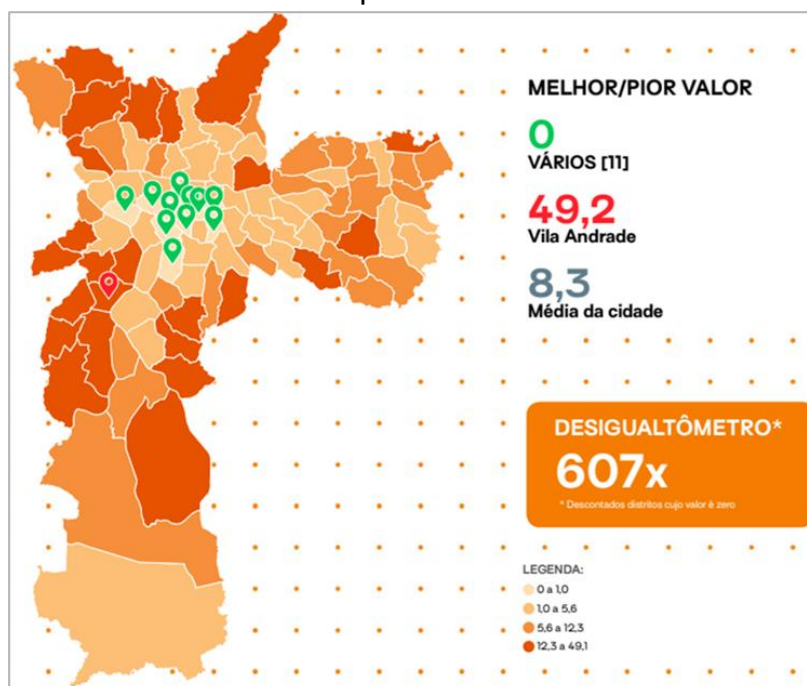 MELHOR/PIOR VALOR
0
VÁRIOS [11]
49,2
Vila Andrade
8,3
Média da cidade
DESIGUALTÔMETRO*
607x
* Descontados distritos cujo valor é zero
LEGENDA:
0 a 1,0
1,0 a 5,6
5,6 a 12,3
12,3 a 49,1